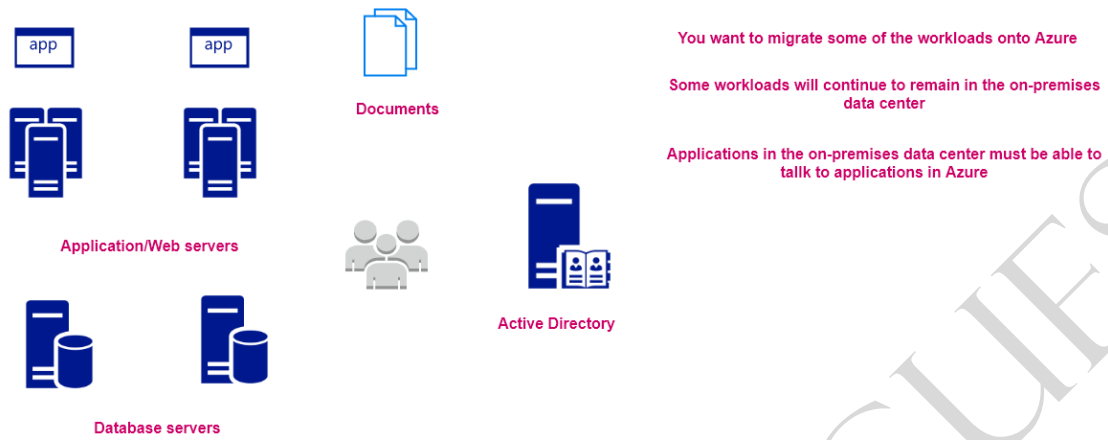 app
app
Documents
Application/Web servers
Active Directory
Database servers
You want to migrate some of the workloads onto Azure
Some workloads will continue to remain in the on-premises
data center
Applications in the on-premises data center must be able to
tallk to applications in Azure